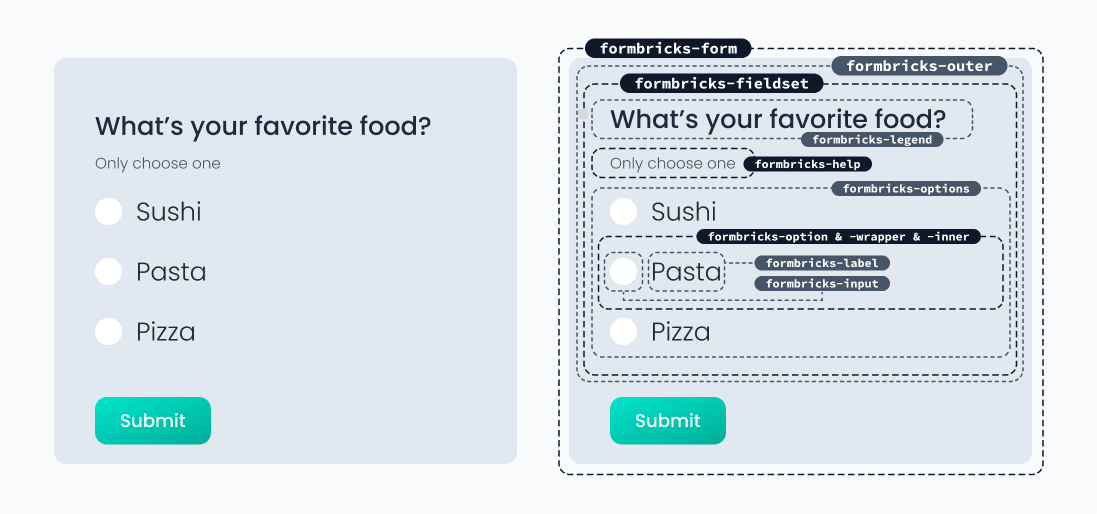 What's your favorite food?
Only choose one
Sushi
Pasta
Pizza
Submit
formbricks-form
formbricks-outer
formbricks-fieldset
What's your favorite food?
formbricks-legend
Only choose one
formbricks-help
formbricks-options
Sushi
formbricks-option & -wrapper & -inner
formbricks-label
Pasta
formbricks-input
Pizza
Submit